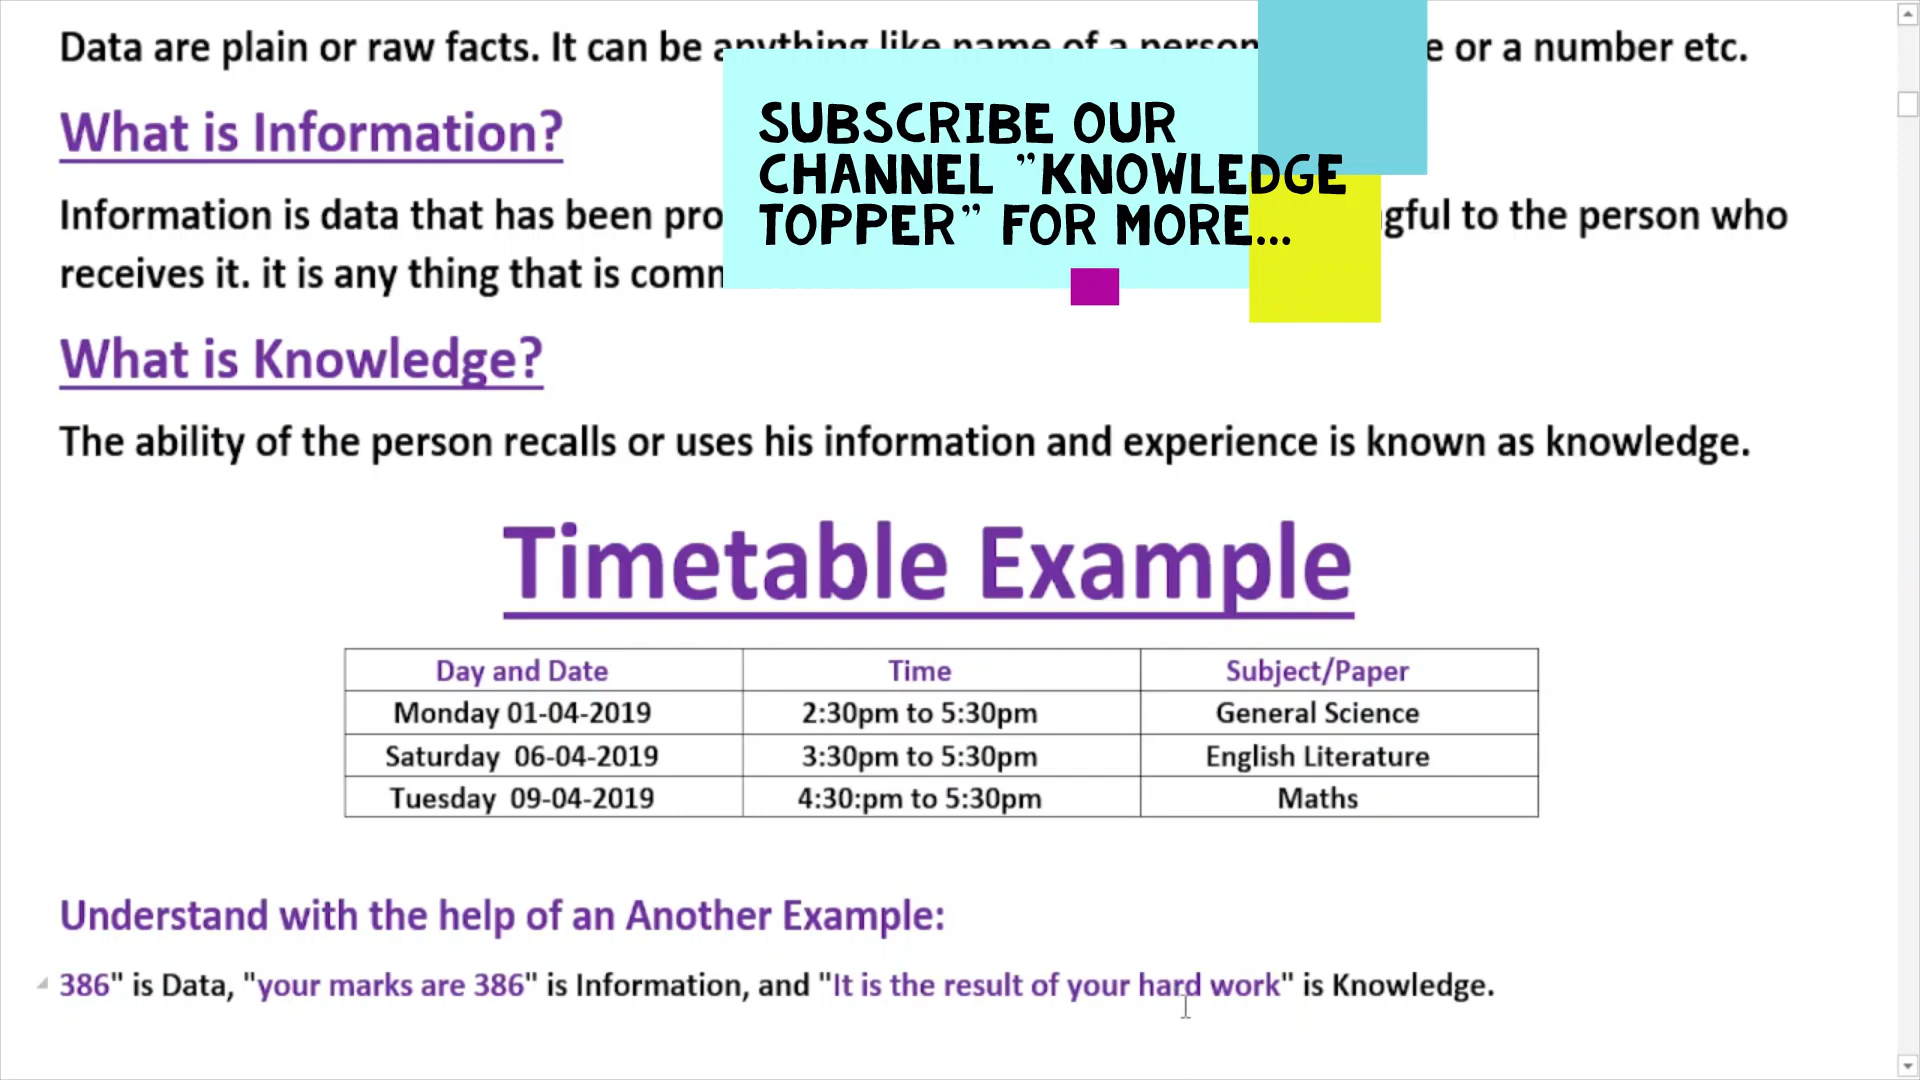 Data are plain or raw facts. It can be anything like name of a person e or a number etc.
SUBSCRIBE OUR
CHANNEL "KNOWLEDGE
TOPPER" FOR MORE...
What is Information?
Information is data that has been pro gful to the person who
receives it. it is any thing that is comm
What is Knowledge?
The ability of the person recalls or uses his information and experience is known as knowledge.
Timetable Example
Day and Date Time Subject/Paper
Monday 01-04-2019 2:30pm to 5:30pm General Science
Saturday 06-04-2019 3:30pm to 5:30pm English Literature
Tuesday 09-04-2019 4:30:pm to 5:30pm Maths
Understand with the help of an Another Example:
386" is Data, "your marks are 386" is Information, and "It is the result of your hard work" is Knowledge.